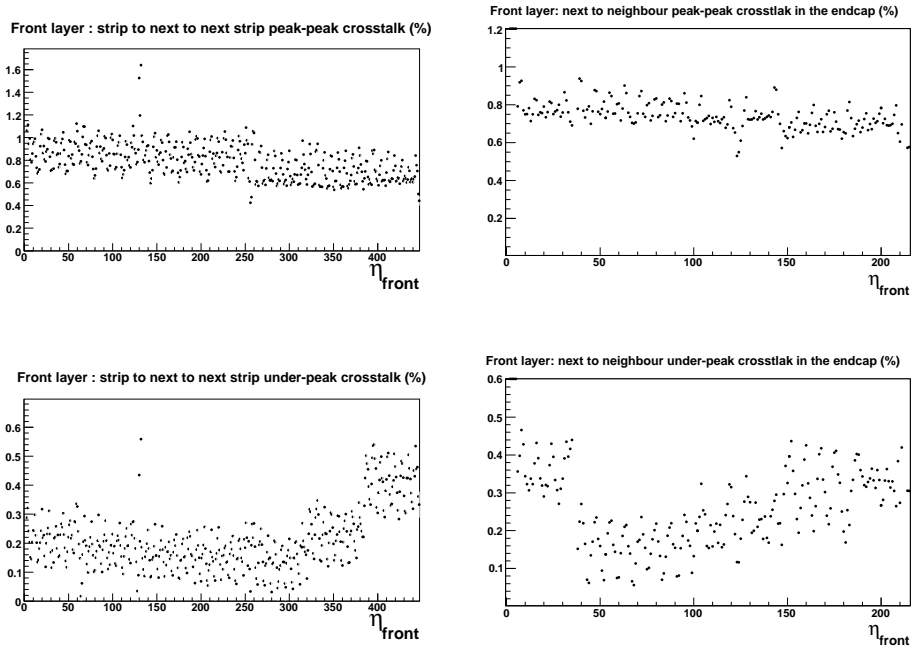 Front layer : strip to next to next strip peak-peak crosstalk (%)
1.6
1.4
1.2
1
0.8
0.6
0.4
0.2
0
0 50 100 150 200 250 300 350 400
ηfront
Front layer: next to neighbour peak-peak crosstlak in the endcap (%)
1.2
1
0.8
0.6
0.4
0.2
0 50 100 150 200
ηfront
Front layer : strip to next to next strip under-peak crosstalk (%)
0.6
0.5
0.4
0.3
0.2
0.1
0
0 50 100 150 200 250 300 350 400
ηfront
Front layer: next to neighbour under-peak crosstlak in the endcap (%)
0.6
0.5
0.4
0.3
0.2
0.1
0 50 100 150 200
ηfront